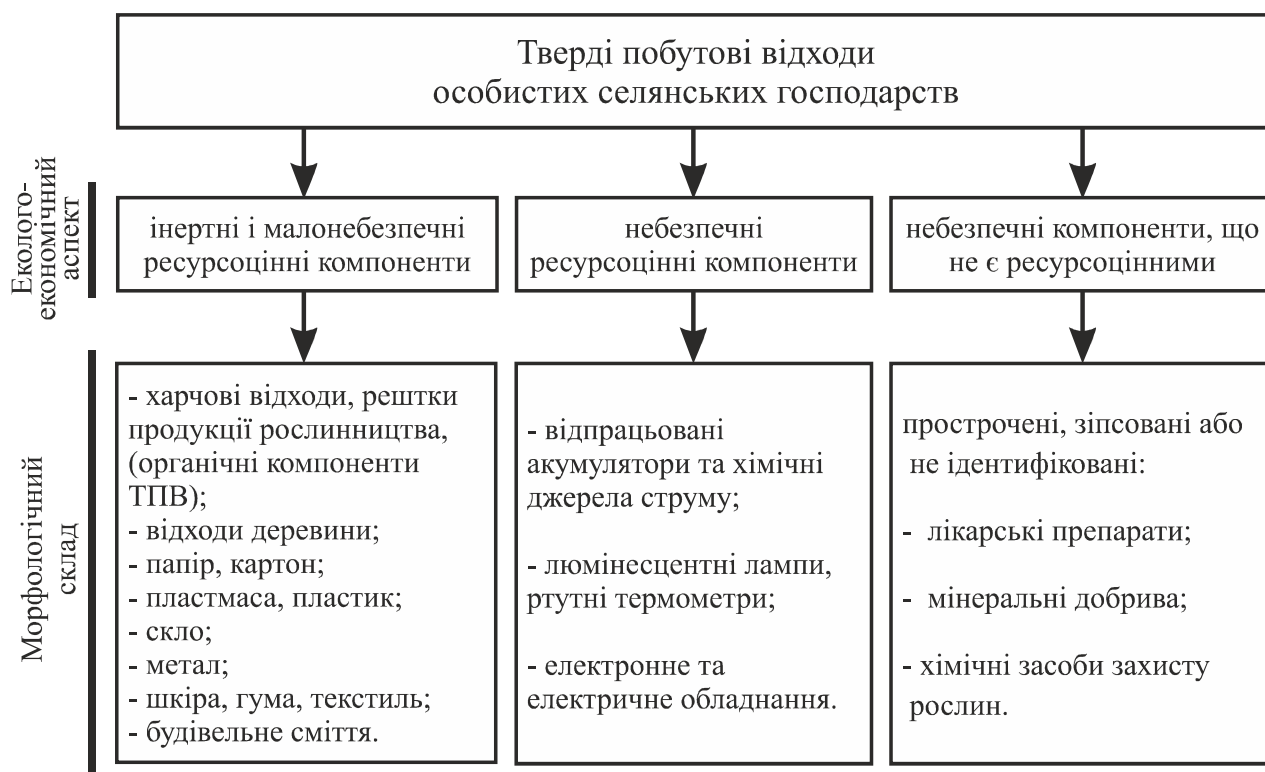 Тверді побутові відходи
особистих селянських господарств
Еколого-
економічний
аспект
інертні і малонебезпечні
ресурсоцінні компоненти
небезпечні
ресурсоцінні компоненти
небезпечні компоненти, що
не є ресурсоцінними
Морфологічний
склад
- харчові відходи, рештки
продукції рослинництва,
(органічні компоненти
ТПВ);
- відходи деревини;
- папір, картон;
- пластмаса, пластик;
- скло;
- метал;
- шкіра, гума, текстиль;
- будівельне сміття.
- відпрацьовані
акумулятори та хімічні
джерела струму;
- люмінесцентні лампи,
ртутні термометри;
- електронне та
електричне обладнання.
прострочені, зіпсовані або
не ідентифіковані:
- лікарські препарати;
- мінеральні добрива;
- хімічні засоби захисту
рослин.